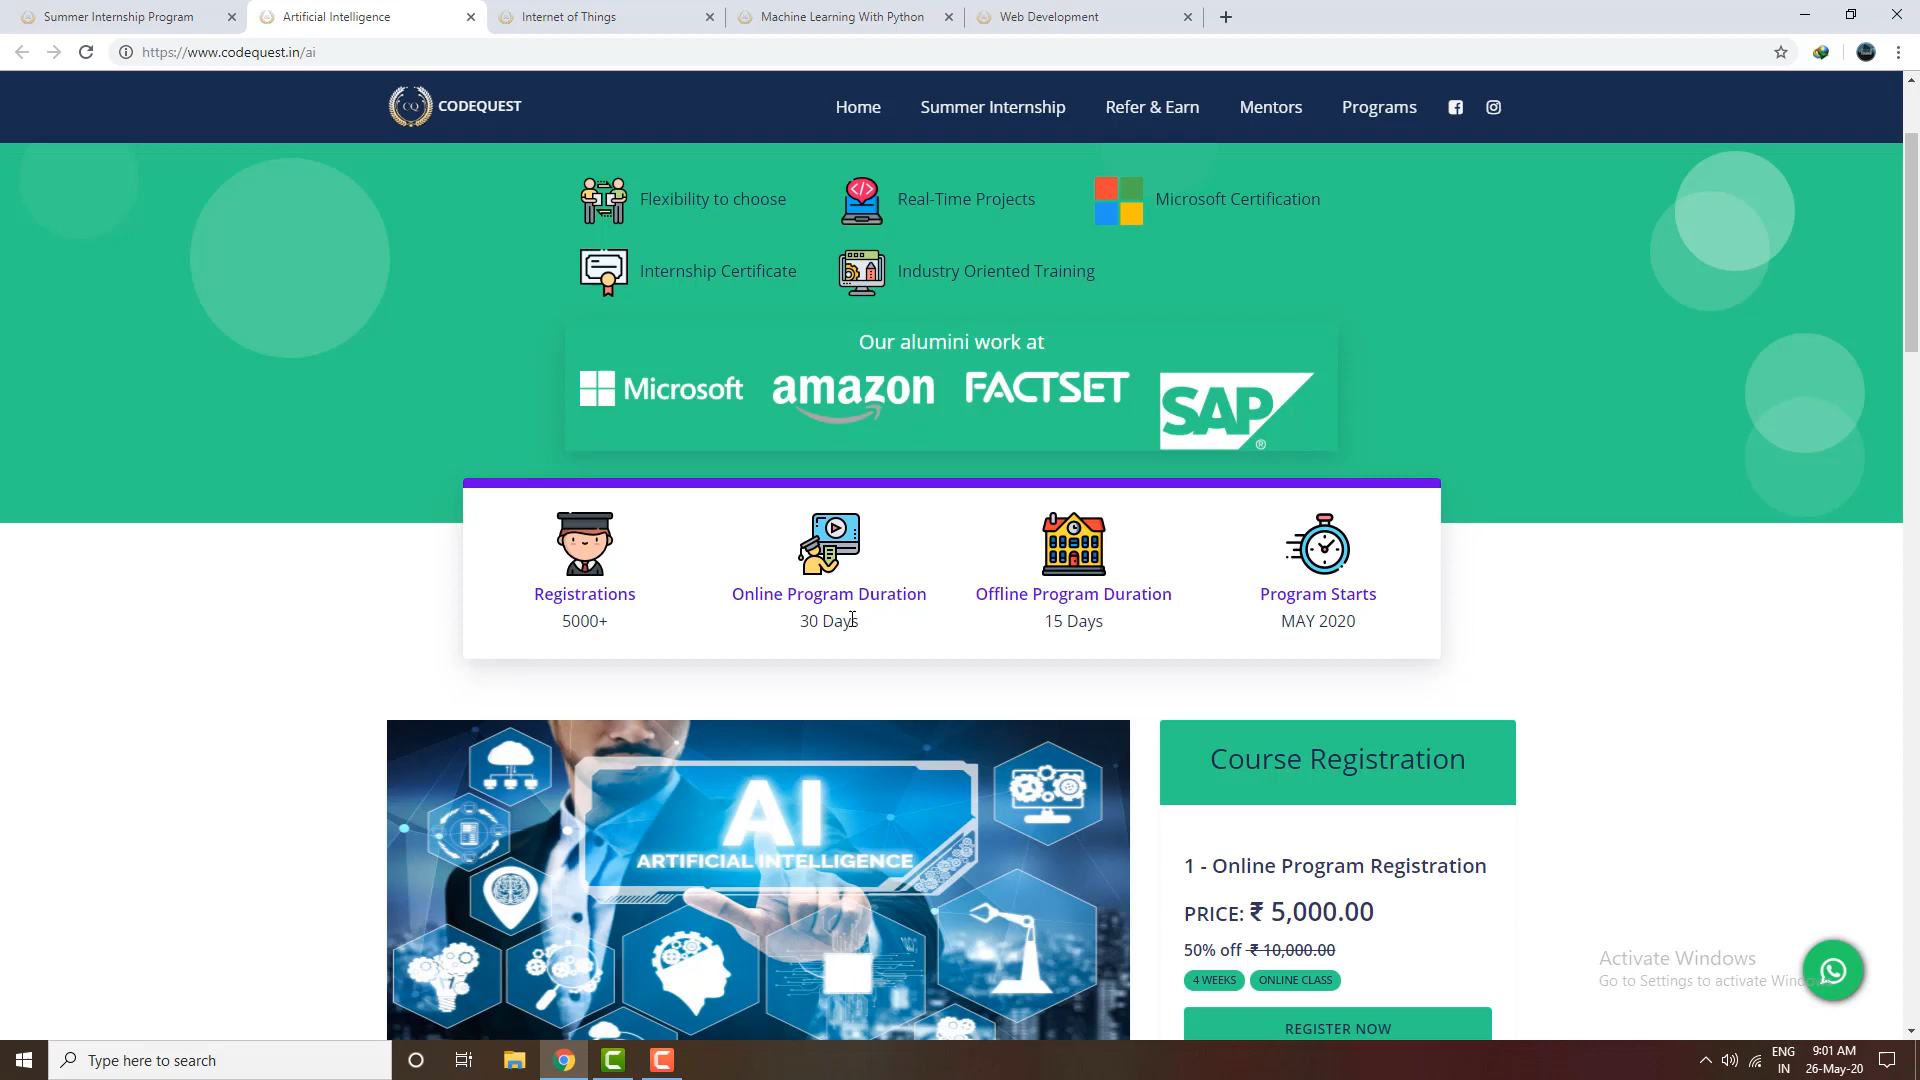 Summer Internship Program
Artificial Intelligence
Internet of Things
Machine Learning With Python
Web Development
https://www.codequest.in/ai
CQ
CODEQUEST
Home
Summer Internship
Refer & Earn
Mentors
Programs
Flexibility to choose
Real-Time Projects
Microsoft Certification
Internship Certificate
Industry Oriented Training
Our alumini work at
Microsoft
amazon
FACTSET
SAP®
Registrations
5000+
Online Program Duration
30 Days
Offline Program Duration
15 Days
Program Starts
MAY 2020
AI
ARTIFICIAL INTELLIGENCE
Course Registration
1 - Online Program Registration
PRICE: ₹ 5,000.00
50% off ₹ 10,000.00
4 WEEKS
ONLINE CLASS
REGISTER NOW
Activate Windows
Go to Settings to activate Windows.
Type here to search
ENG
IN
9:01 AM
26-May-20